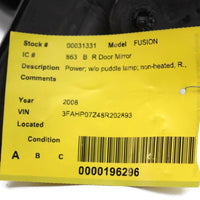 Stock # 00031331 Model FUSION
IC # 863 B R Door Mirror
Description Power; w/o puddle lamp; non-heated, R.,
Comments
Year 2008
VIN 3FAHP07Z48R202893
Located
Condition
A B C
0000196296